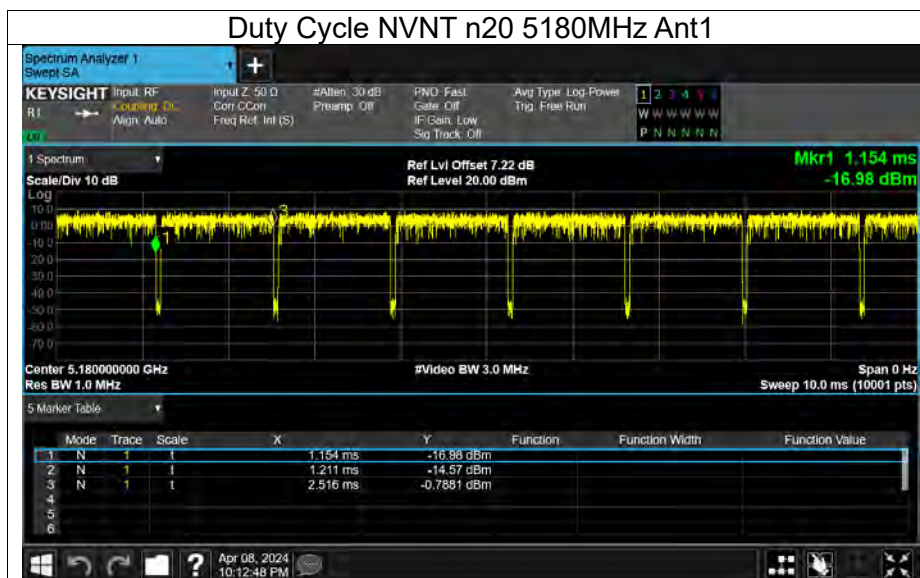 Duty Cycle NVNT n20 5180MHz Ant1
Spectrum Analyzer 1
Swept SA
+
KEYSIGHT Input: RF Input Z: 50 Ω #Atten: 30 dB PNO: Fast Avg Type: Log-Power 1 2 3 4 5 6
R L Coupling: DC Corr CCorr Preamp: Off Gate: Off Trig: Free Run W W W W W W
Align: Auto Freq Ref: Int (S) IF Gain: Low P N N N N N
Sig Track: Off
1 Spectrum Ref Lvl Offset 7.22 dB Mkr1 1.154 ms
Scale/Div 10 dB Ref Level 20.00 dBm -16.98 dBm
Log
10.0
0.00
-10.0
-20.0
-30.0
-40.0
-50.0
-60.0
-70.0
1
3
Center 5.180000000 GHz #Video BW 3.0 MHz Span 0 Hz
Res BW 1.0 MHz Sweep 10.0 ms (10001 pts)
5 Marker Table
Mode Trace Scale X Y Function Function Width Function Value
1 N 1 t 1.154 ms -16.98 dBm
2 N 1 t 1.211 ms -14.57 dBm
3 N 1 t 2.516 ms -0.7881 dBm
4
5
6
? Apr 08, 2024
10:12:48 PM